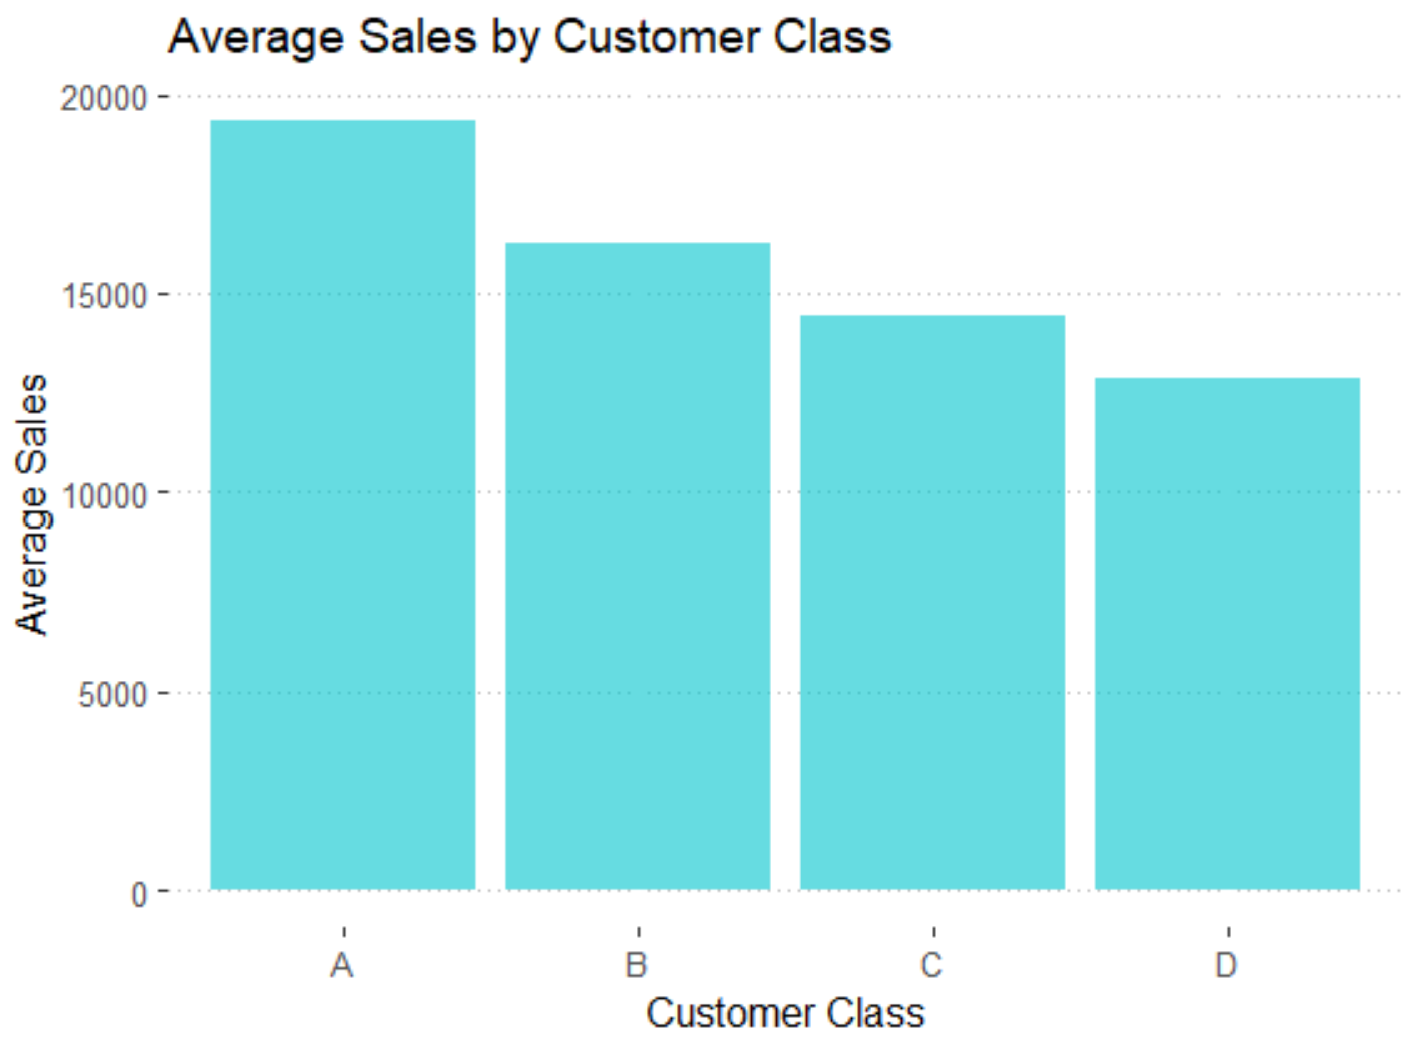 Average Sales by Customer Class
20000
15000
10000
5000
0
Average Sales
A B C D
Customer Class